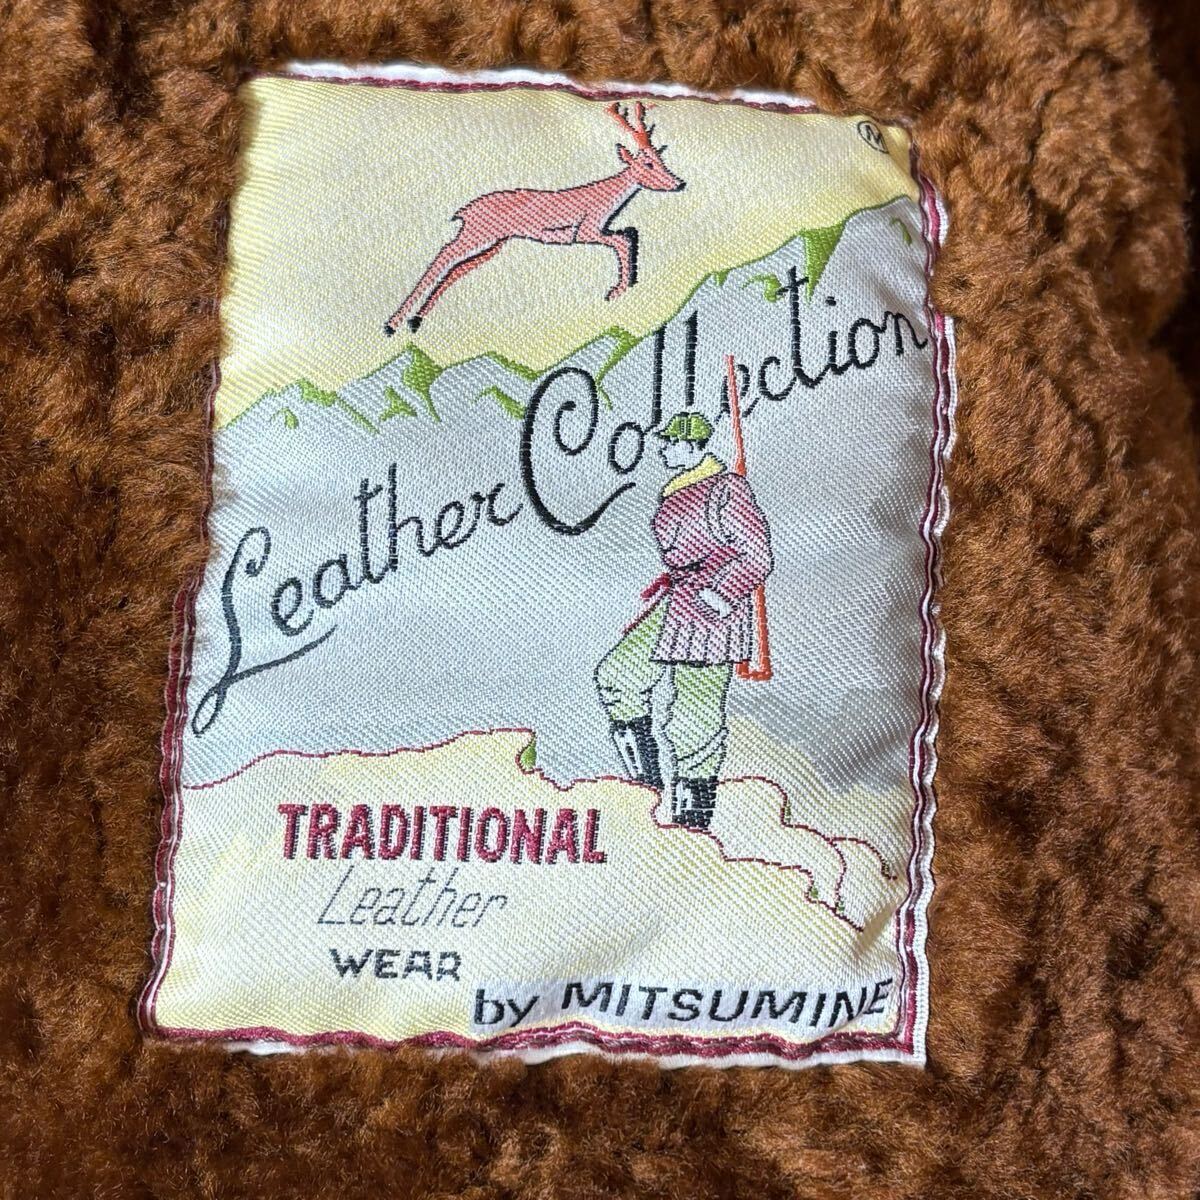 M
Leather Collection
TRADITIONAL
Leather
WEAR
by MITSUMINE